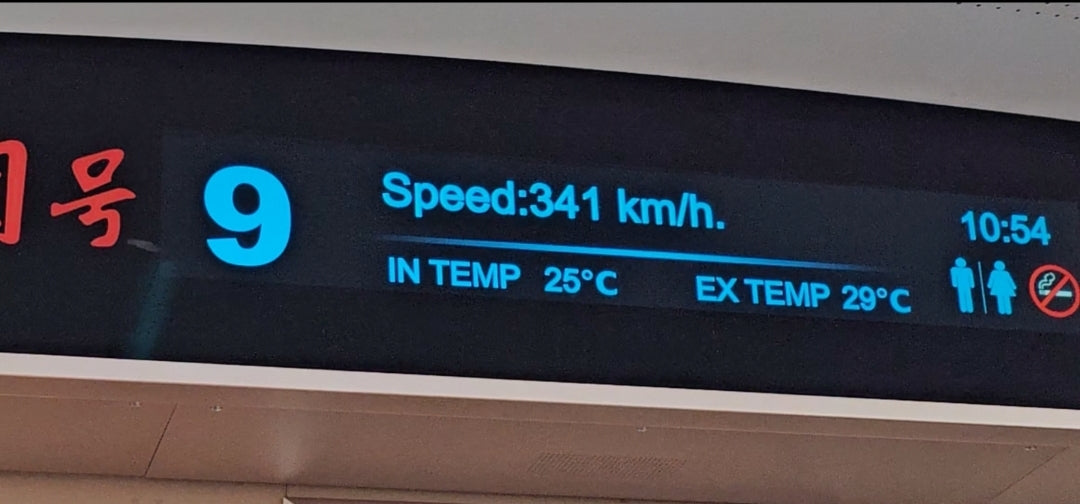 号
9
Speed:341 km/h.
10:54
IN TEMP 25°C EX TEMP 29°C